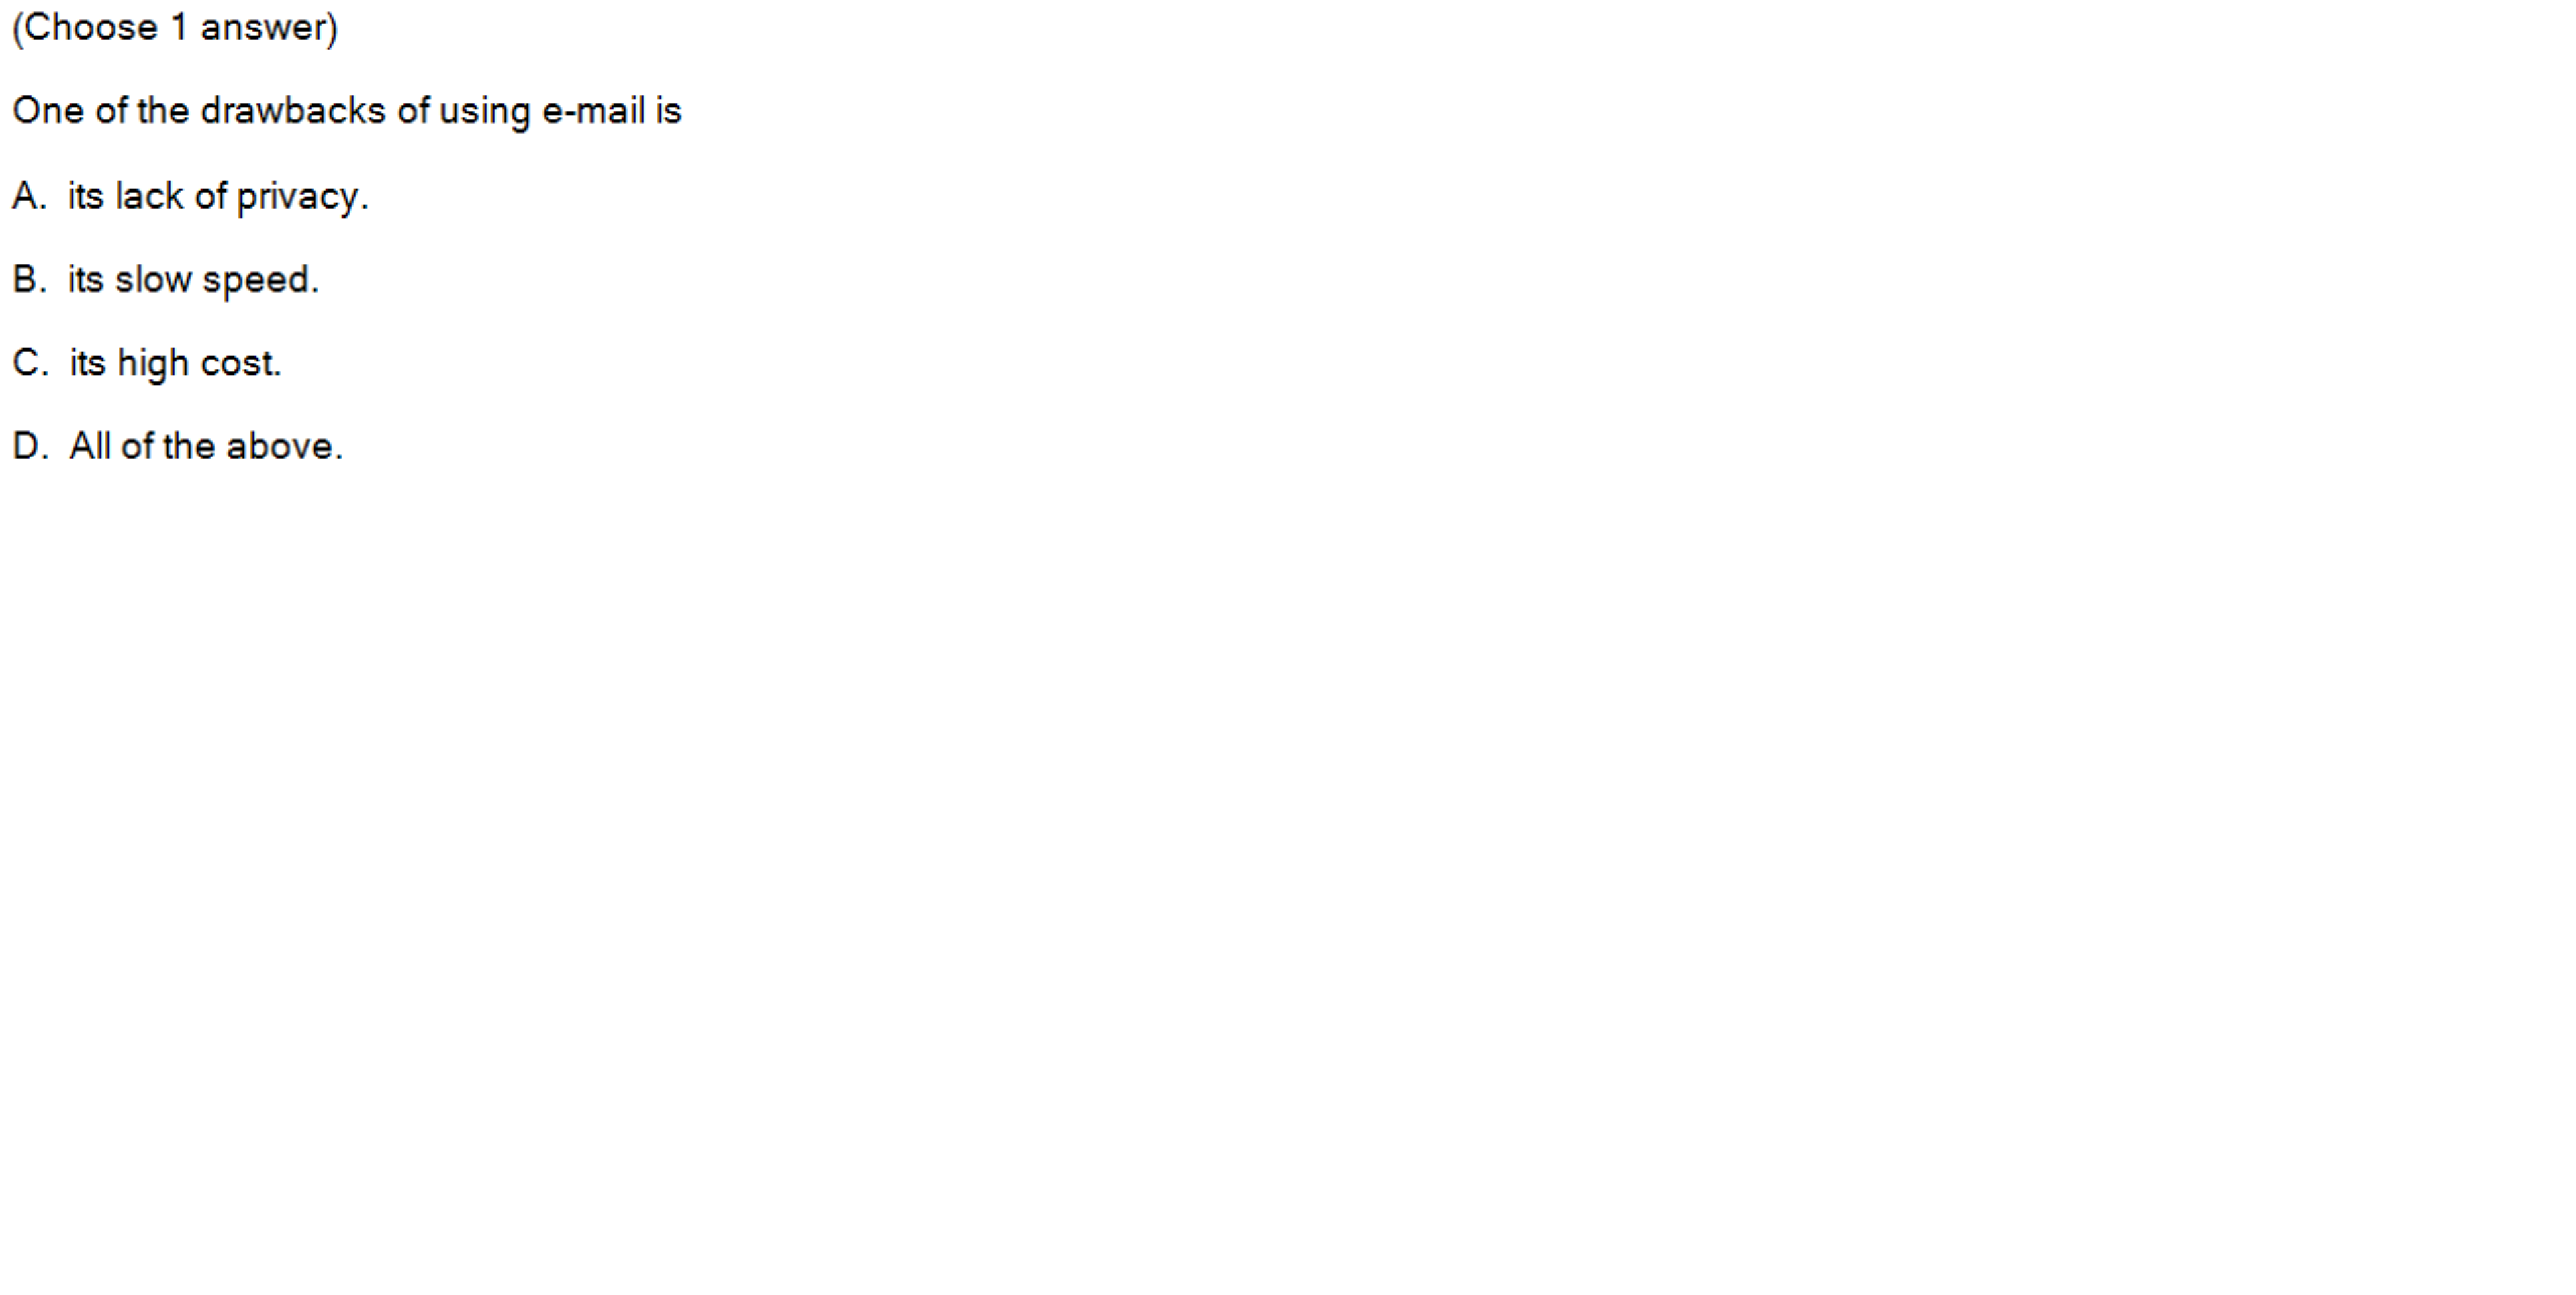 (Choose 1 answer)
One of the drawbacks of using e-mail is
A. its lack of privacy.
B. its slow speed.
C. its high cost.
D. All of the above.